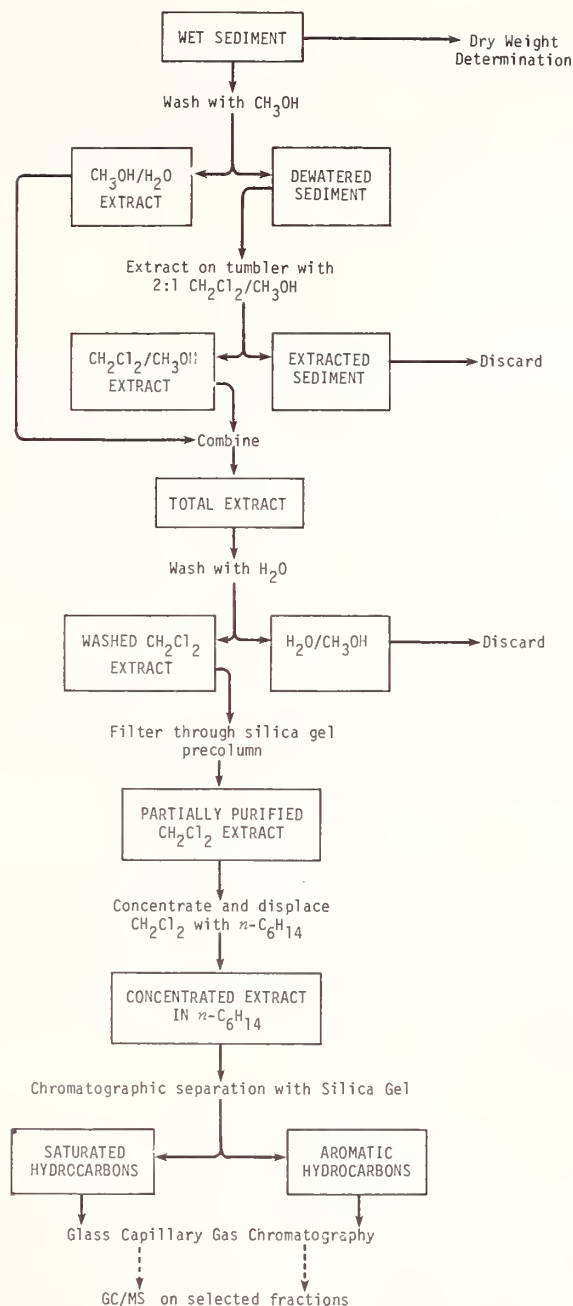 WET SEDIMENT
Dry Weight
Determination
Wash with CH₃OH
CH₃OH/H₂O
EXTRACT
DEWATERED
SEDIMENT
Extract on tumbler with
2:1 CH₂Cl₂/CH₃OH
CH₂Cl₂/CH₃OH
EXTRACT
EXTRACTED
SEDIMENT
Discard
Combine
TOTAL EXTRACT
Wash with H₂O
WASHED CH₂Cl₂
EXTRACT
H₂O/CH₃OH
Discard
Filter through silica gel
precolumn
PARTIALLY PURIFIED
CH₂Cl₂ EXTRACT
Concentrate and displace
CH₂Cl₂ with n-C₆H₁₄
CONCENTRATED EXTRACT
IN n-C₆H₁₄
Chromatographic separation with Silica Gel
SATURATED
HYDROCARBONS
AROMATIC
HYDROCARBONS
Glass Capillary Gas Chromatography
GC/MS on selected fractions